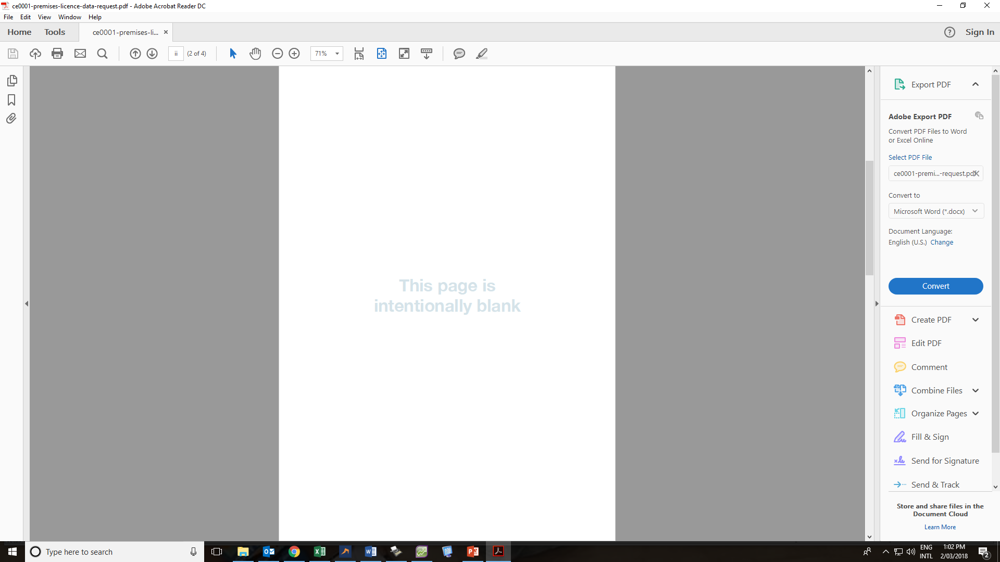 ce0001-premises-licence-data-request.pdf - Adobe Acrobat Reader DC
File Edit View Window Help
Home Tools ce0001-premises-li... Sign In
ii (2 of 4) 71%
This page is
intentionally blank
Export PDF
Adobe Export PDF
Convert PDF Files to Word
or Excel Online
Select PDF File
ce0001-premi...-request.pdf
Convert to
Microsoft Word (*.docx)
Document Language:
English (U.S.) Change
Convert
Create PDF
Edit PDF
Comment
Combine Files
Organize Pages
Fill & Sign
Send for Signature
Send & Track
Store and share files in the
Document Cloud
Learn More
Type here to search
ENG
INTL
1:02 PM
2/03/2018
2